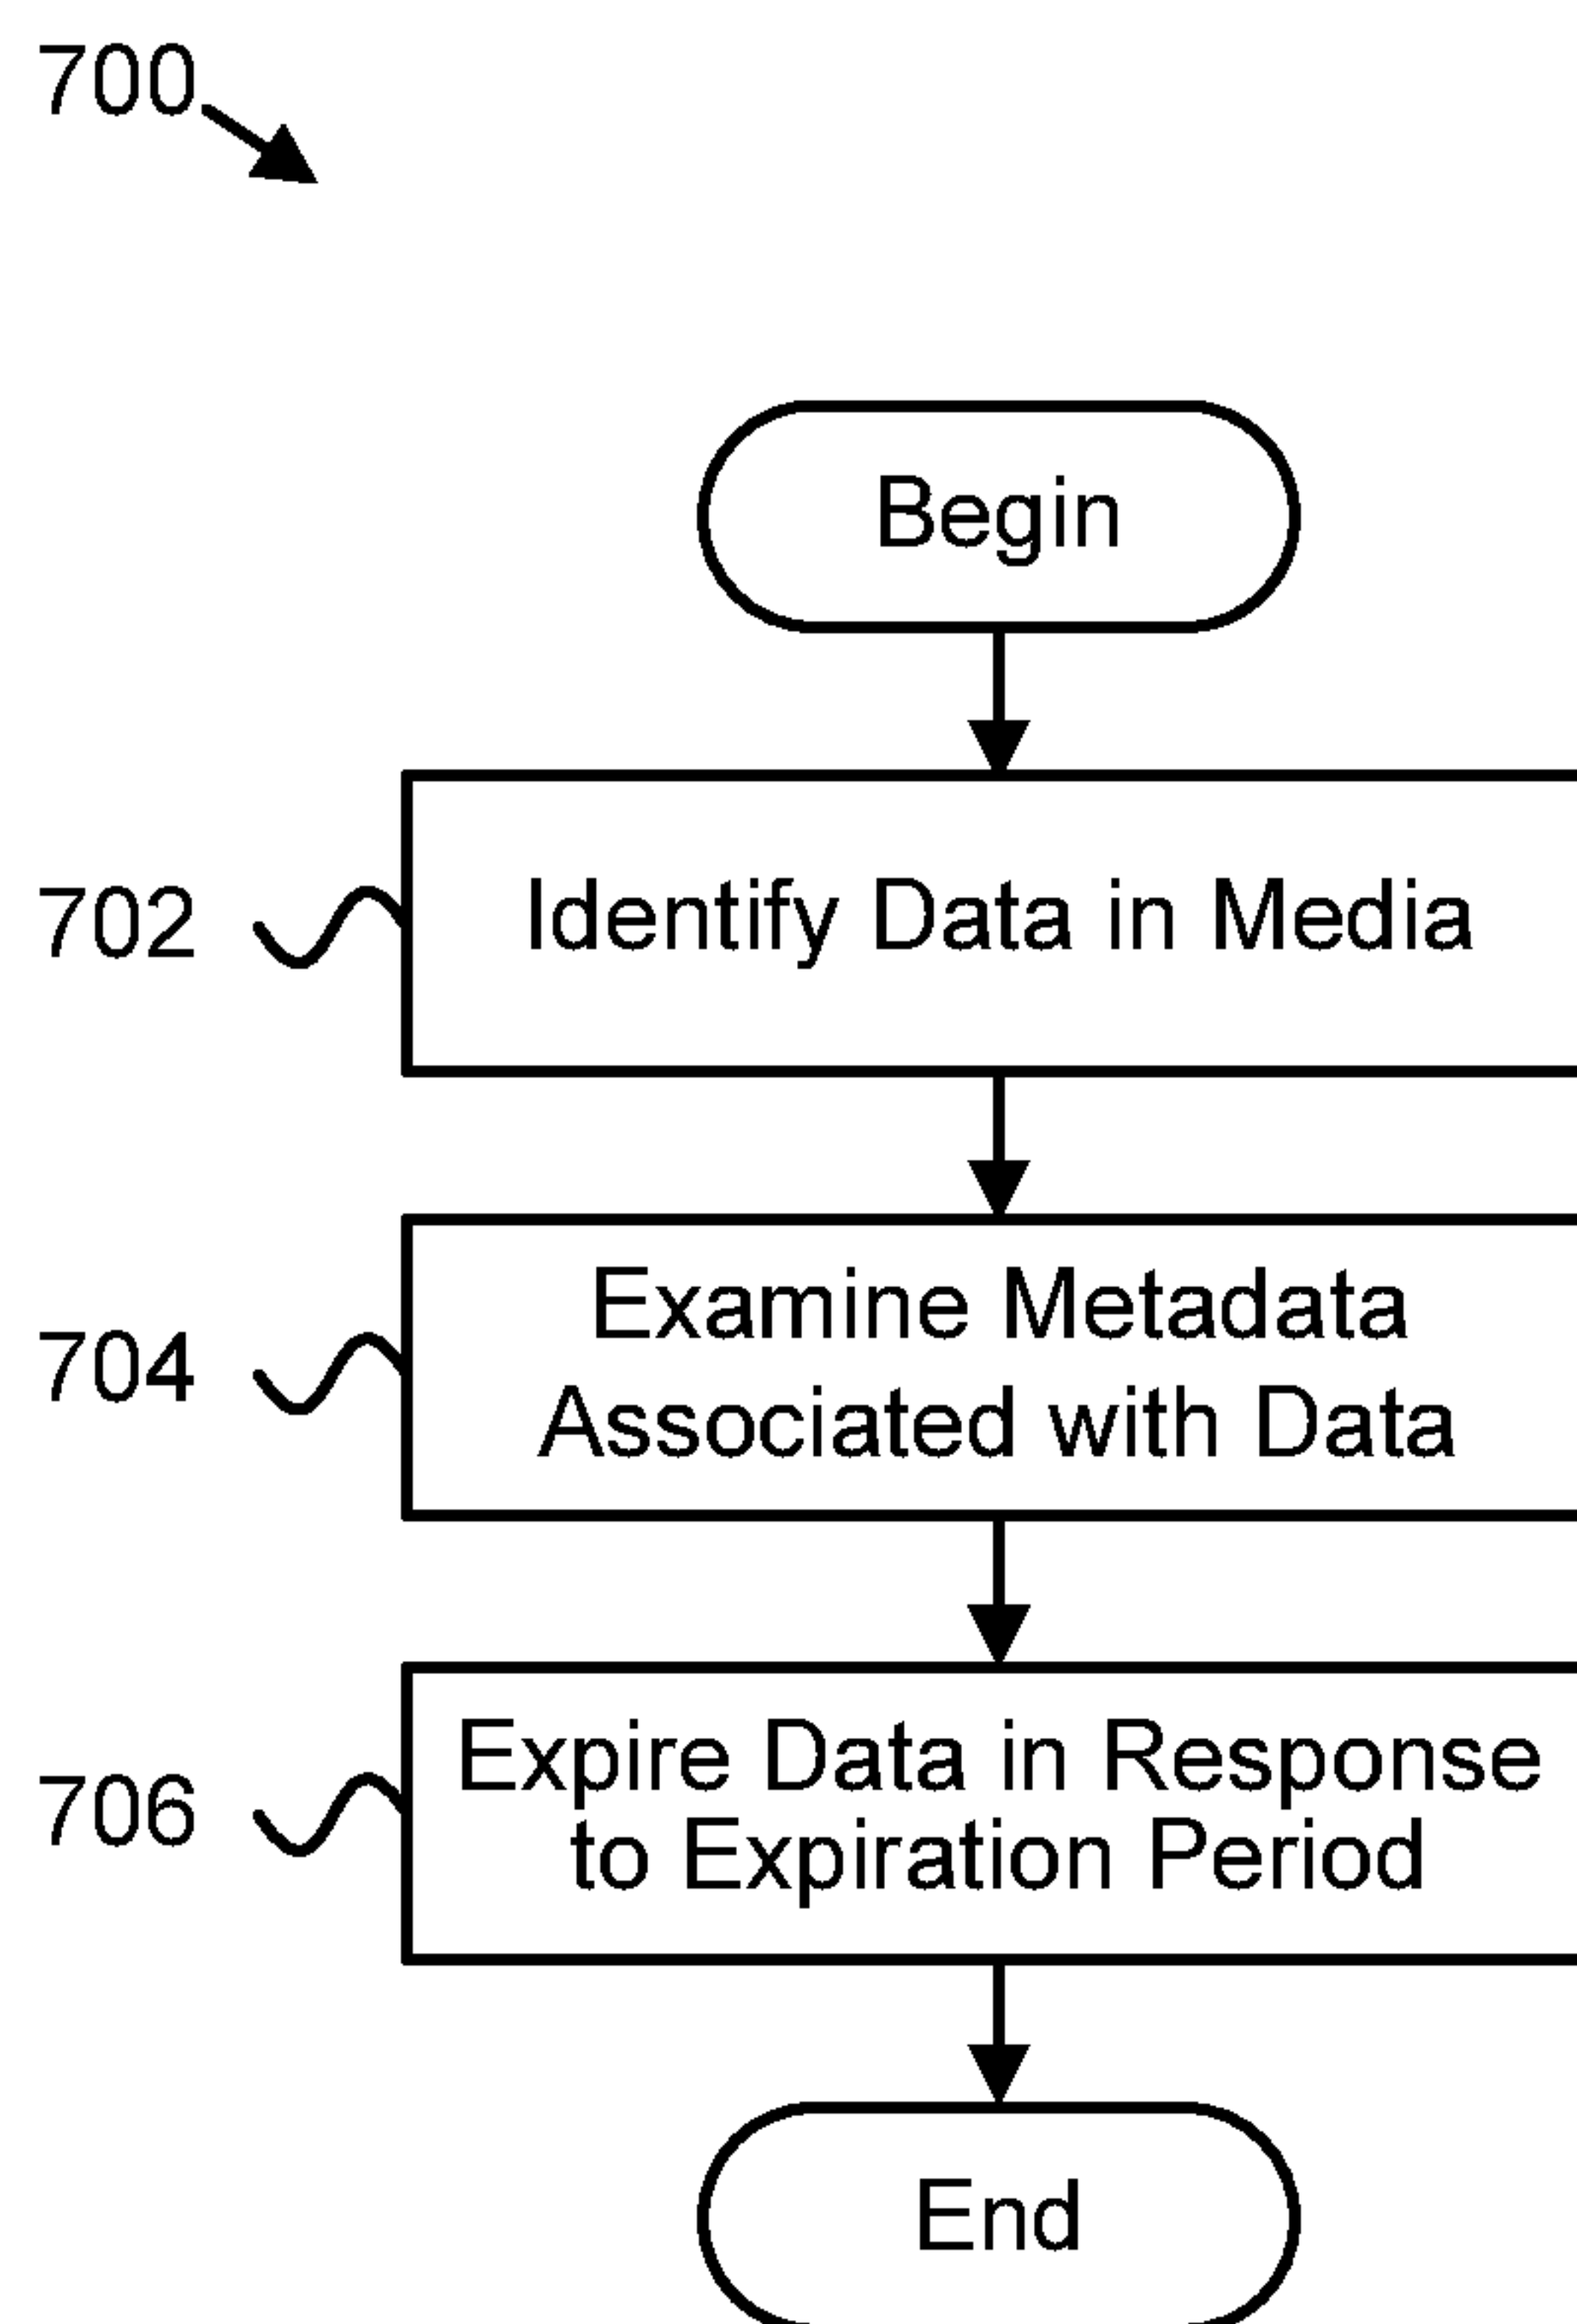 700
Begin
702
Identify Data in Media
704
Examine Metadata
Associated with Data
706
Expire Data in Response
to Expiration Period
End